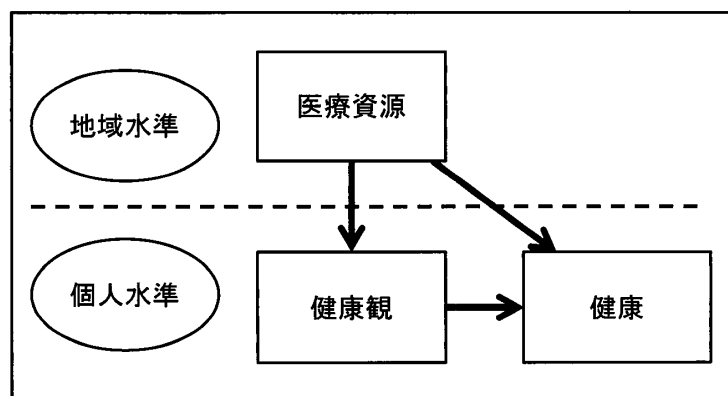 地域水準
医療資源
個人水準
健康観
健康